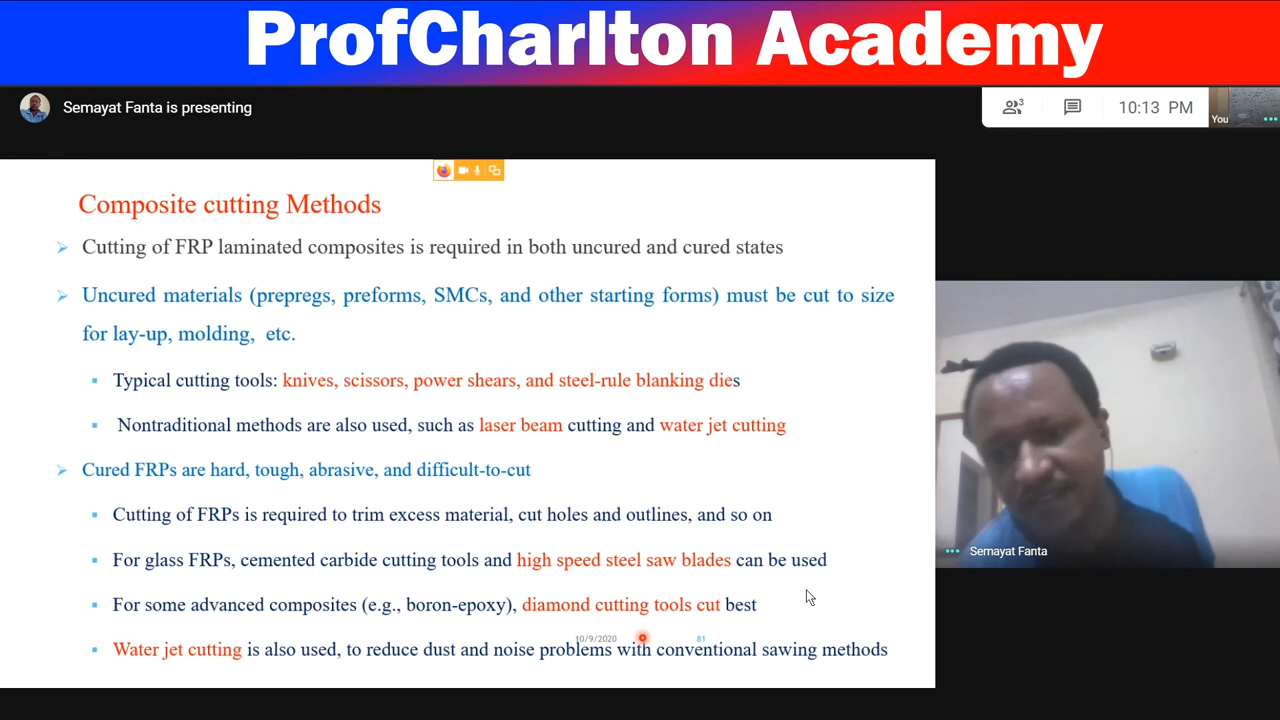 ProfCharlton Academy
Semayat Fanta is presenting
3
10:13 PM
You
Composite cutting Methods
Cutting of FRP laminated composites is required in both uncured and cured states
Uncured materials (prepregs, preforms, SMCs, and other starting forms) must be cut to size
for lay-up, molding, etc.
Typical cutting tools: knives, scissors, power shears, and steel-rule blanking dies
Nontraditional methods are also used, such as laser beam cutting and water jet cutting
Cured FRPs are hard, tough, abrasive, and difficult-to-cut
Cutting of FRPs is required to trim excess material, cut holes and outlines, and so on
For glass FRPs, cemented carbide cutting tools and high speed steel saw blades can be used
For some advanced composites (e.g., boron-epoxy), diamond cutting tools cut best
10/9/2020 81
Water jet cutting is also used, to reduce dust and noise problems with conventional sawing methods
Semayat Fanta